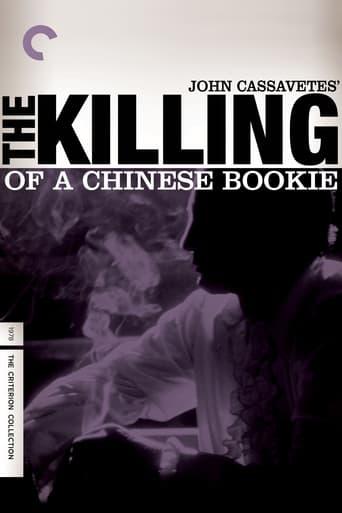 JOHN CASSAVETES'
THE KILLING
OF A CHINESE BOOKIE
1976
THE CRITERION COLLECTION